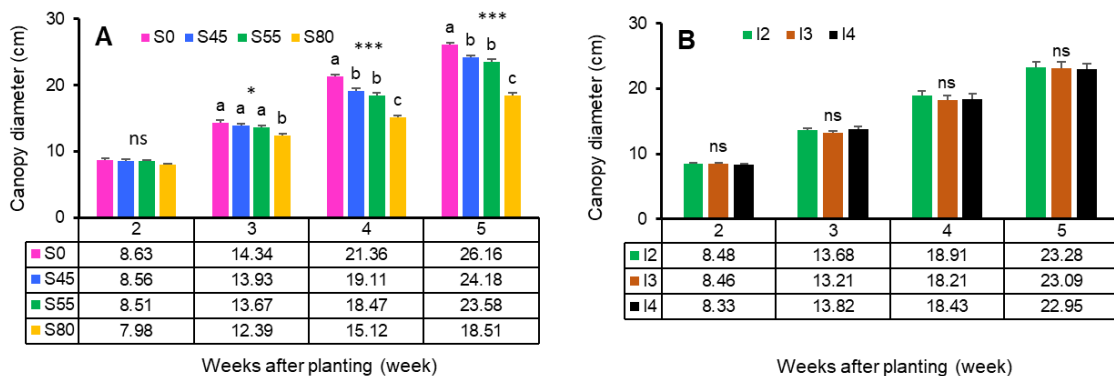 A
S0 S45 S55 S80
Canopy diameter (cm)
30
20
10
0
ns
a a * a b
a *** b b c
a *** b b c
2 3 4 5
S0 8.63 14.34 21.36 26.16
S45 8.56 13.93 19.11 24.18
S55 8.51 13.67 18.47 23.58
S80 7.98 12.39 15.12 18.51
Weeks after planting (week)
B
I2 I3 I4
Canopy diameter (cm)
30
20
10
0
ns
ns
ns
ns
2 3 4 5
I2 8.48 13.68 18.91 23.28
I3 8.46 13.21 18.21 23.09
I4 8.33 13.82 18.43 22.95
Weeks after planting (week)